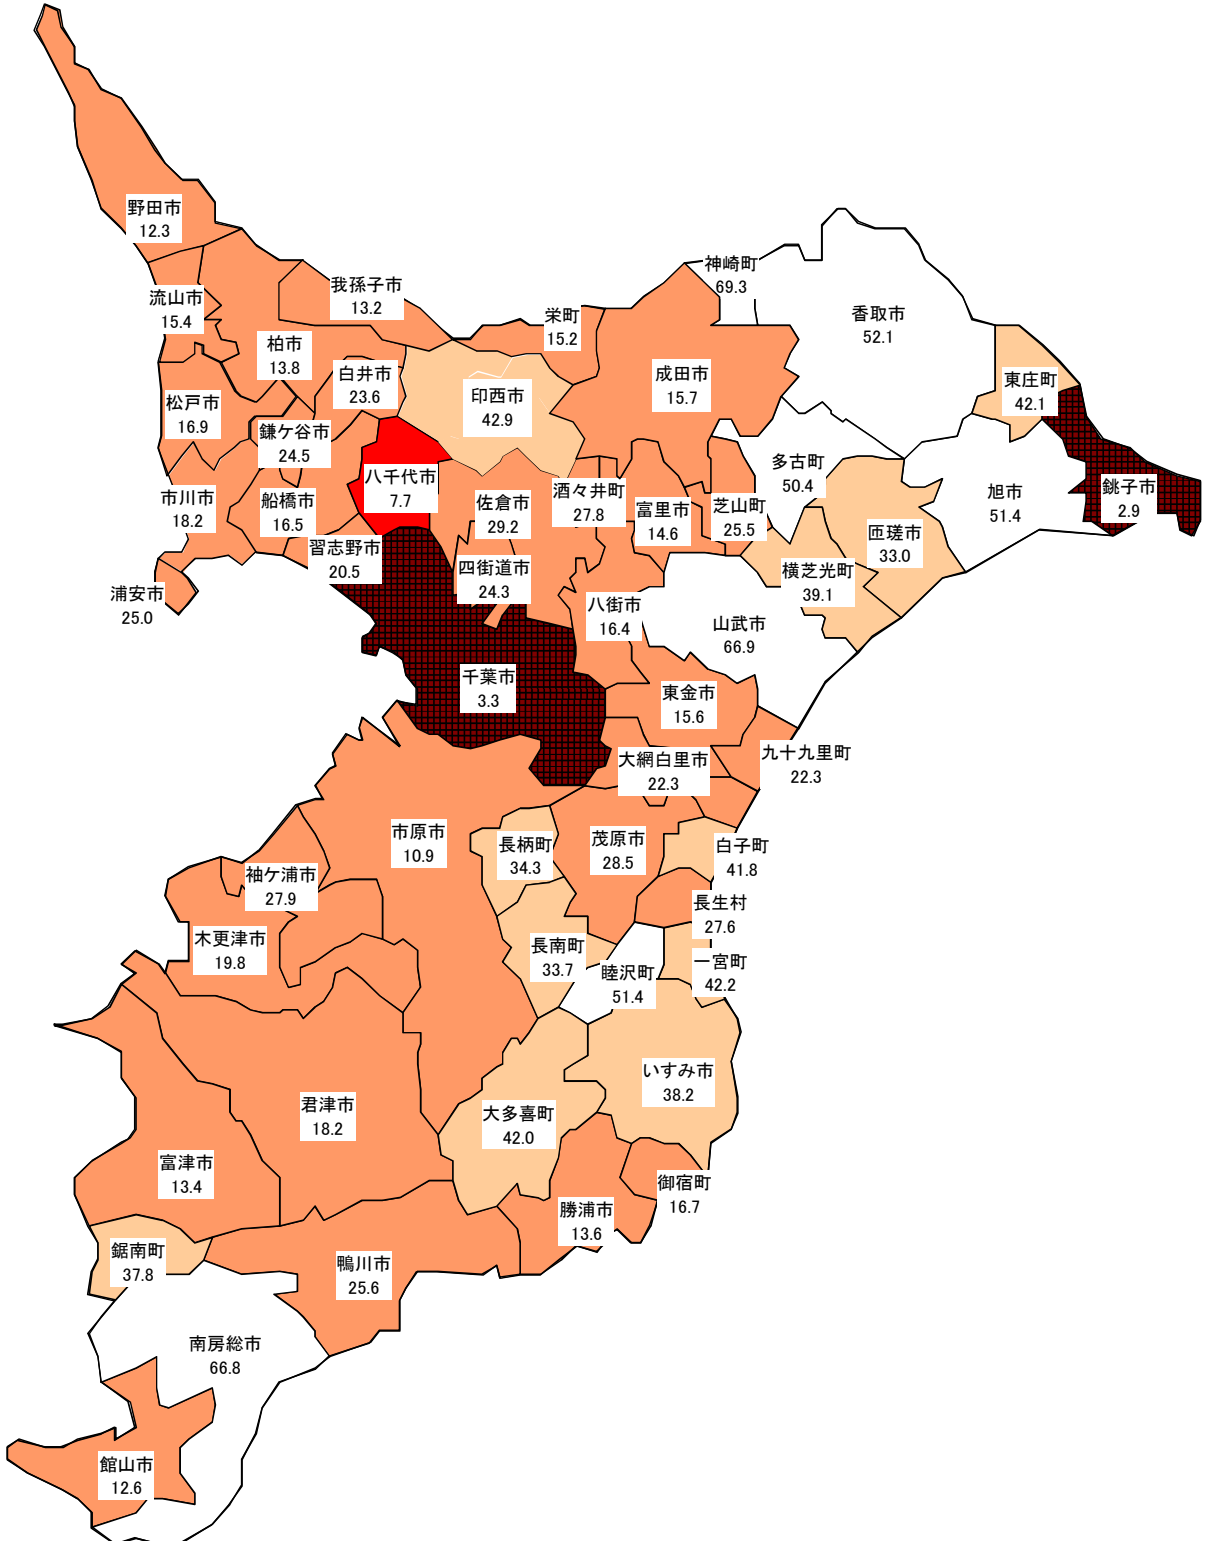 野田市
12.3
流山市
15.4
我孫子市
13.2
柏市
13.8
白井市
23.6
松戸市
16.9
鎌ケ谷市
24.5
市川市
18.2
船橋市
16.5
八千代市
7.7
習志野市
20.5
浦安市
25.0
栄町
15.2
印西市
42.9
成田市
15.7
神崎町
69.3
香取市
52.1
東庄町
42.1
銚子市
2.9
旭市
51.4
多古町
50.4
匝瑳市
33.0
横芝光町
39.1
芝山町
25.5
富里市
14.6
酒々井町
27.8
佐倉市
29.2
四街道市
24.3
八街市
16.4
山武市
66.9
千葉市
3.3
東金市
15.6
九十九里町
22.3
大網白里市
22.3
市原市
10.9
長柄町
34.3
茂原市
28.5
白子町
41.8
袖ケ浦市
27.9
長生村
27.6
木更津市
19.8
長南町
33.7
睦沢町
51.4
一宮町
42.2
いすみ市
38.2
君津市
18.2
大多喜町
42.0
富津市
13.4
御宿町
16.7
勝浦市
13.6
鋸南町
37.8
鴨川市
25.6
南房総市
66.8
館山市
12.6